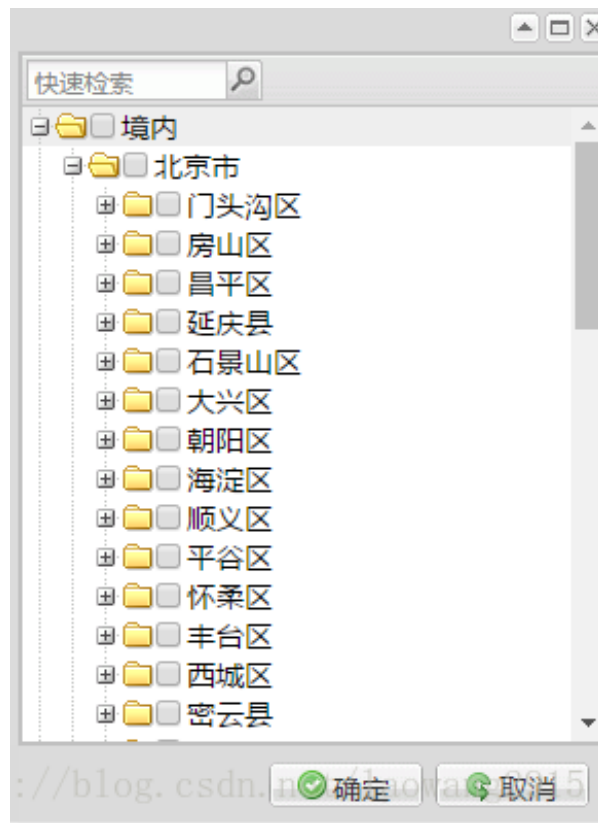 快速检索
境内
北京市
门头沟区
房山区
昌平区
延庆县
石景山区
大兴区
朝阳区
海淀区
顺义区
平谷区
怀柔区
丰台区
西城区
密云县
://blog.csdn.n
确定 取消